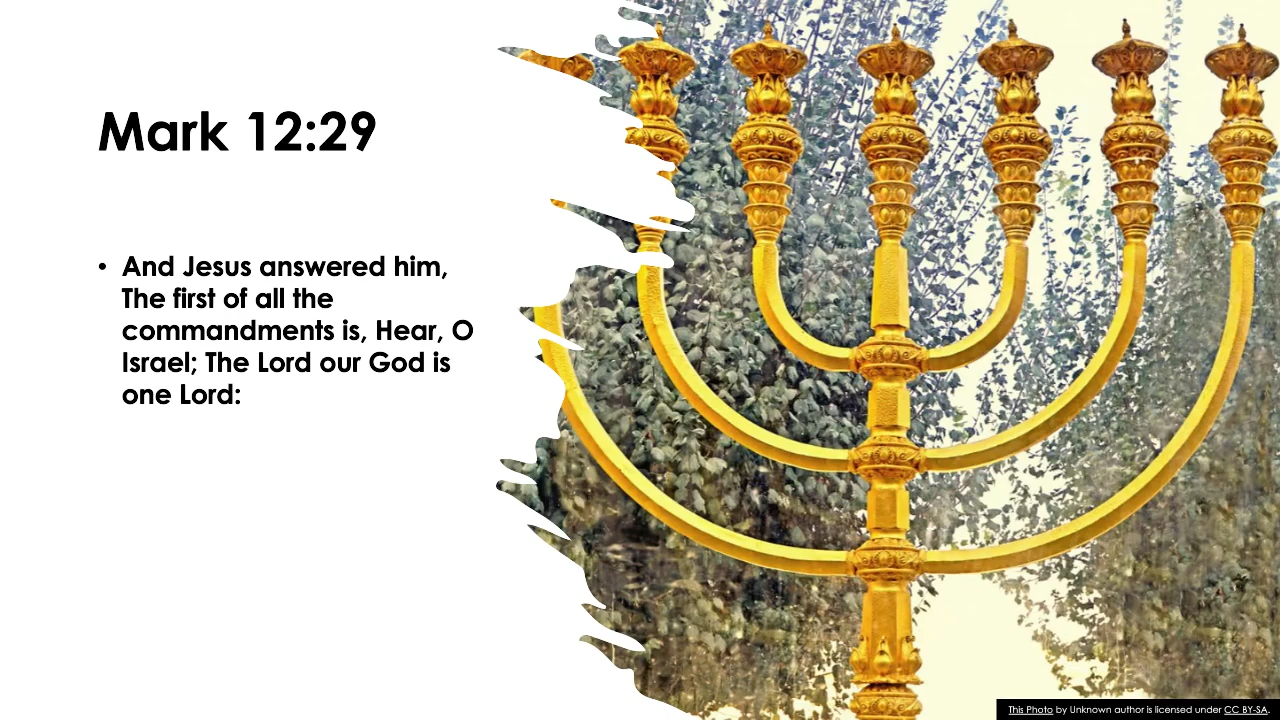 Mark 12:29
• And Jesus answered him,
The first of all the
commandments is, Hear, O
Israel; The Lord our God is
one Lord:
This Photo by Unknown author is licensed under CC BY-SA.